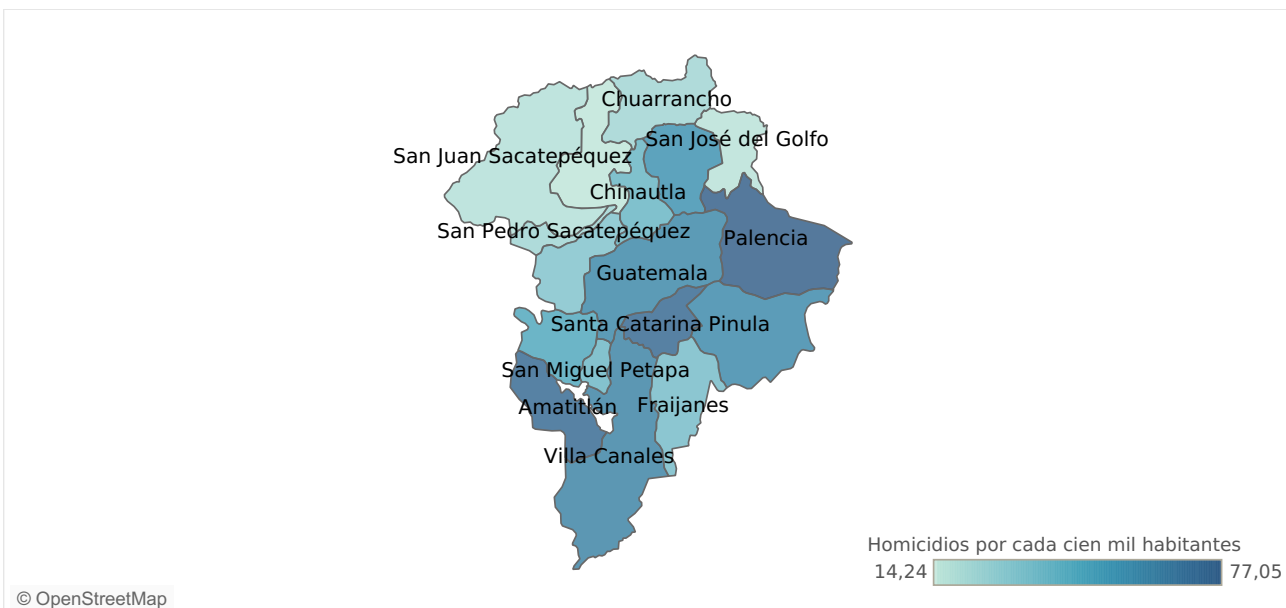 Chuarrancho
San José del Golfo
San Juan Sacatepéquez
Chinautla
San Pedro Sacatepéquez
Palencia
Guatemala
Santa Catarina Pinula
San Miguel Petapa
Amatitlán
Fraijanes
Villa Canales
Homicidios por cada cien mil habitantes
14,24
77,05
© OpenStreetMap